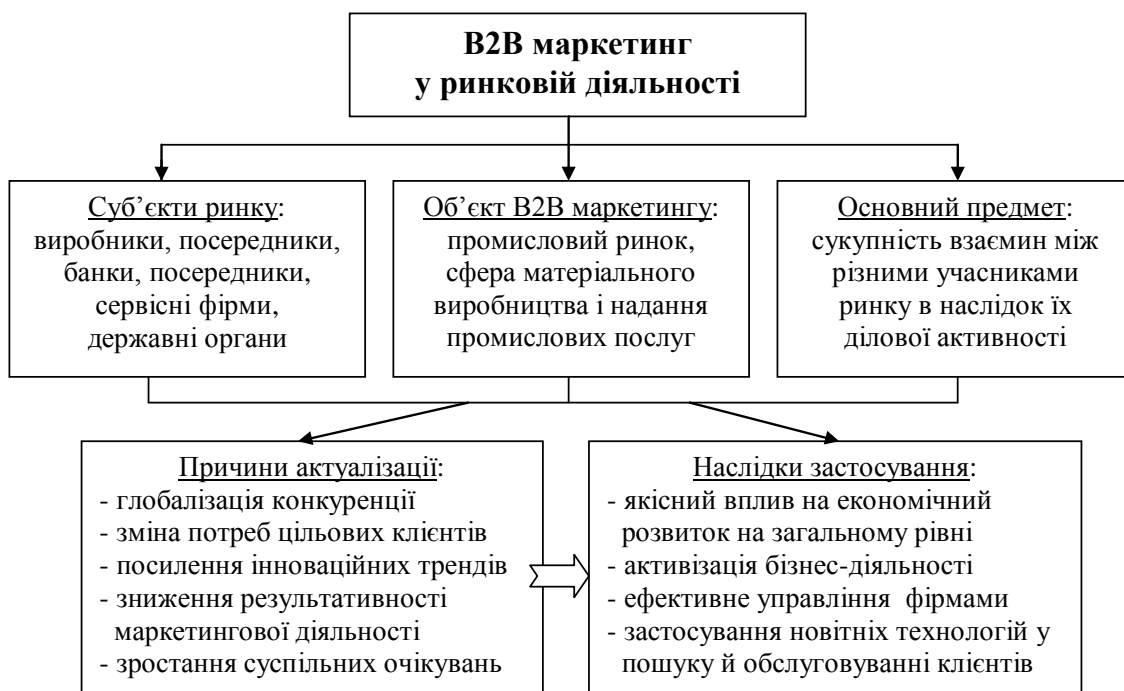 В2В маркетинг
у ринковій діяльності
Суб’єкти ринку:
виробники, посередники,
банки, посередники,
сервісні фірми,
державні органи
Об’єкт В2В маркетингу:
промисловий ринок,
сфера матеріального
виробництва і надання
промислових послуг
Основний предмет:
сукупність взаємин між
різними учасниками
ринку в наслідок їх
ділової активності
Причини актуалізації:
- глобалізація конкуренції
- зміна потреб цільових клієнтів
- посилення інноваційних трендів
- зниження результативності
маркетингової діяльності
- зростання суспільних очікувань
Наслідки застосування:
- якісний вплив на економічний
розвиток на загальному рівні
- активізація бізнес-діяльності
- ефективне управління фірмами
- застосування новітніх технологій у
пошуку й обслуговуванні клієнтів